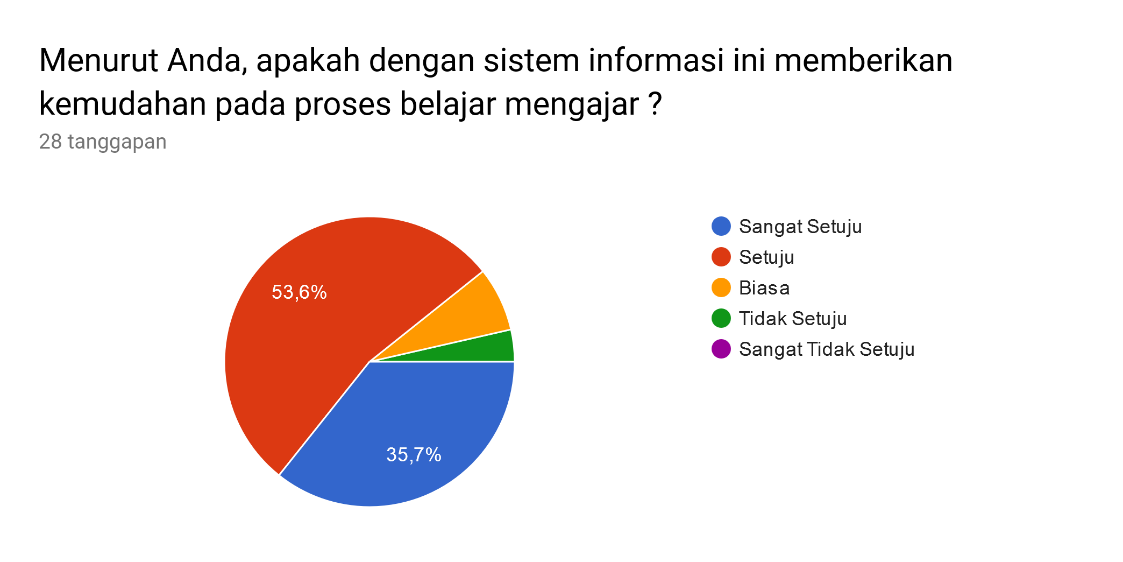 Menurut Anda, apakah dengan sistem informasi ini memberikan
kemudahan pada proses belajar mengajar ?
28 tanggapan
53,6%
35,7%
Sangat Setuju
Setuju
Biasa
Tidak Setuju
Sangat Tidak Setuju